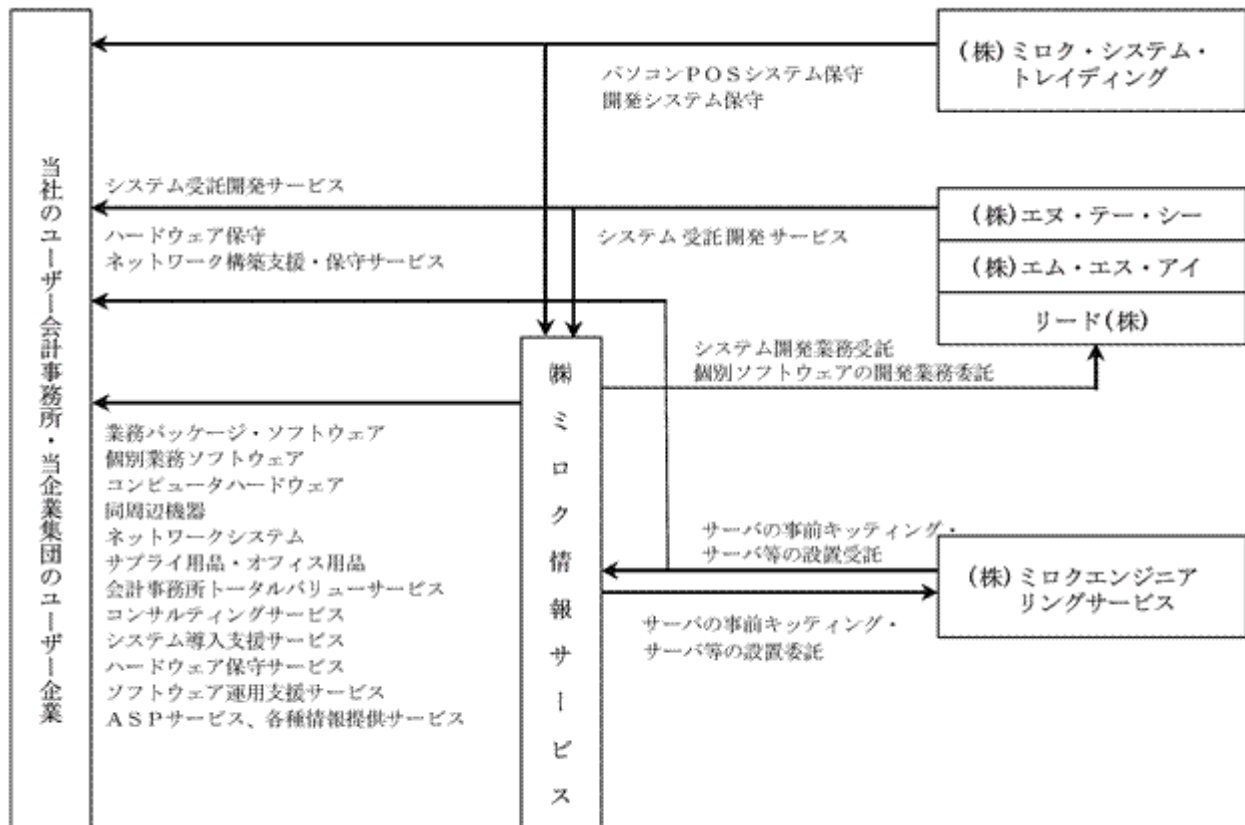 当社のユーザー会計事務所・当企業集団のユーザー企業
(株)ミロク・システム・
トレイディング
パソコンPOSシステム保守
開発システム保守
システム受託開発サービス
(株)エヌ・テー・シー
ハードウェア保守
ネットワーク構築支援・保守サービス
システム受託開発サービス
(株)エム・エス・アイ
リード(株)
システム開発業務受託
個別ソフトウェアの開発業務委託
㈱ミロク情報サービス
業務パッケージ・ソフトウェア
個別業務ソフトウェア
コンピュータハードウェア
同周辺機器
ネットワークシステム
サプライ用品・オフィス用品
会計事務所トータルバリューサービス
コンサルティングサービス
システム導入支援サービス
ハードウェア保守サービス
ソフトウェア運用支援サービス
ASPサービス、各種情報提供サービス
サーバの事前キッティング・
サーバ等の設置受託
(株)ミロクエンジニア
リングサービス
サーバの事前キッティング・
サーバ等の設置委託